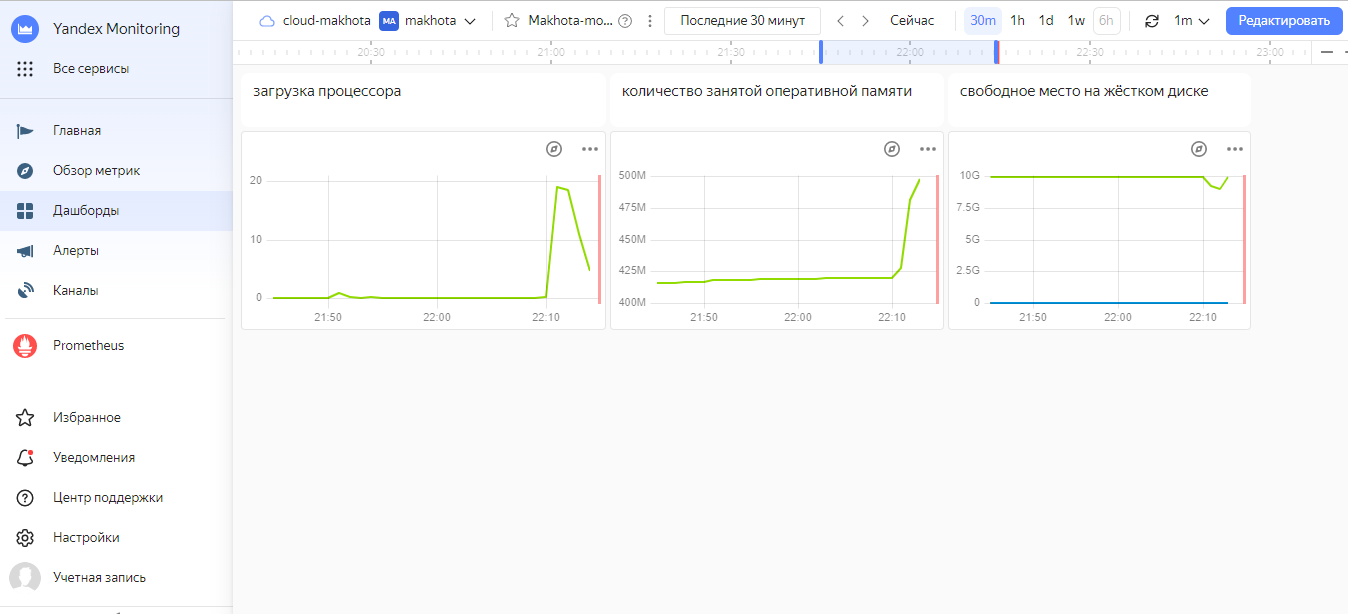 Yandex Monitoring
Все сервисы
Главная
Обзор метрик
Дашборды
Алерты
Каналы
Prometheus
Избранное
Уведомления
Центр поддержки
Настройки
Учетная запись
cloud-makhota MA makhota Makhota-mo... Последние 30 минут Сейчас 30m 1h 1d 1w 6h 1m Редактировать
20:30 21:00 21:30 22:00 22:30 23:00
загрузка процессора
20
10
0
21:50 22:00 22:10
количество занятой оперативной памяти
500M
475M
450M
425M
400M
21:50 22:00 22:10
свободное место на жёстком диске
10G
7.5G
5G
2.5G
0
21:50 22:00 22:10